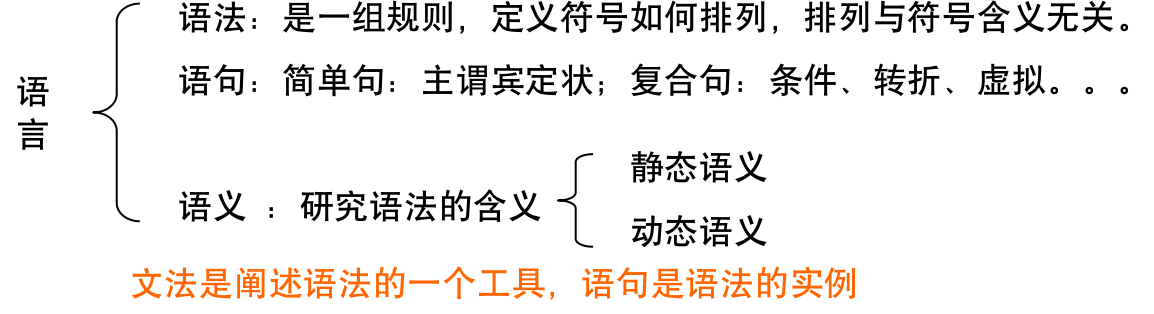 语法：是一组规则，定义符号如何排列，排列与符号含义无关。
语句：简单句：主谓宾定状；复合句：条件、转折、虚拟。。。
语
言
静态语义
语义 ：研究语法的含义
动态语义
文法是阐述语法的一个工具，语句是语法的实例